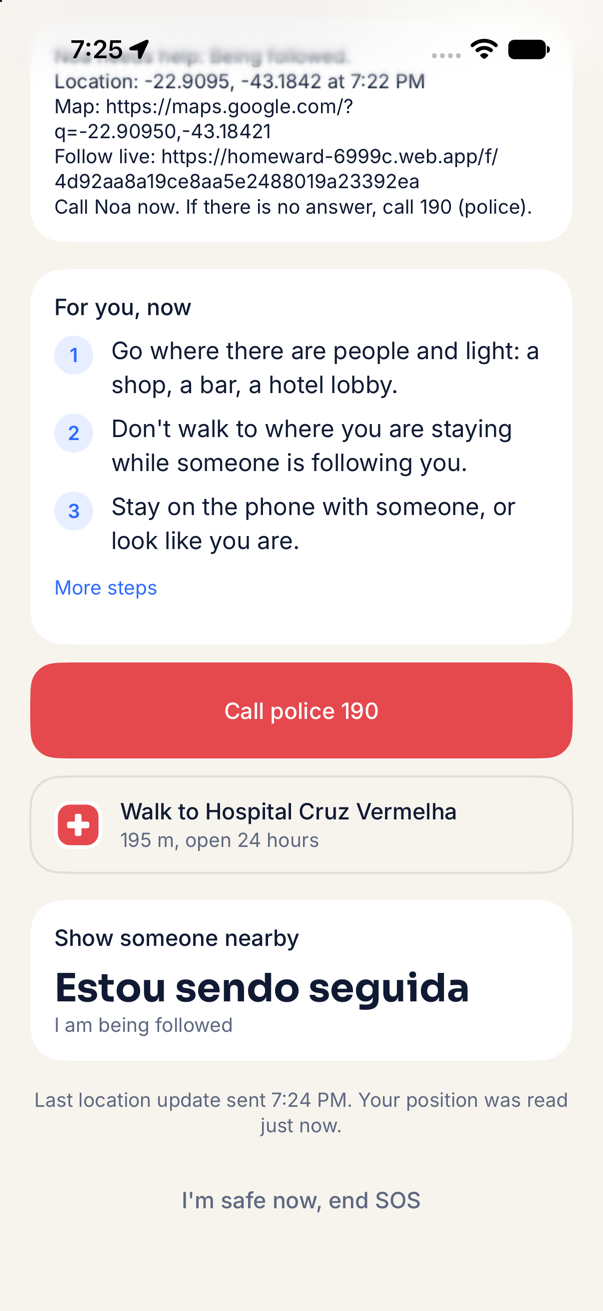 7:25
Noa needs help: Being followed.
Location: -22.9095, -43.1842 at 7:22 PM
Map: https://maps.google.com/?
q=-22.90950,-43.18421
Follow live: https://homeward-6999c.web.app/f/
4d92aa8a19ce8aa5e2488019a23392ea
Call Noa now. If there is no answer, call 190 (police).
For you, now
1 Go where there are people and light: a
shop, a bar, a hotel lobby.
2 Don't walk to where you are staying
while someone is following you.
3 Stay on the phone with someone, or
look like you are.
More steps
Call police 190
Walk to Hospital Cruz Vermelha
195 m, open 24 hours
Show someone nearby
Estou sendo seguida
I am being followed
Last location update sent 7:24 PM. Your position was read
just now.
I'm safe now, end SOS